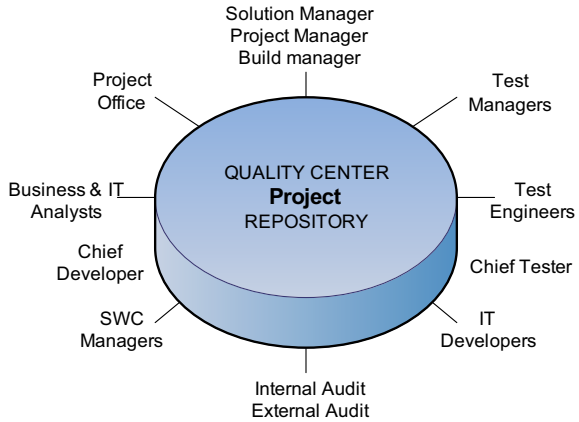 Solution Manager
Project Manager
Build manager
Project
Office
Test
Managers
QUALITY CENTER
Project
REPOSITORY
Business & IT
Analysts
Test
Engineers
Chief
Developer
Chief Tester
SWC
Managers
IT
Developers
Internal Audit
External Audit